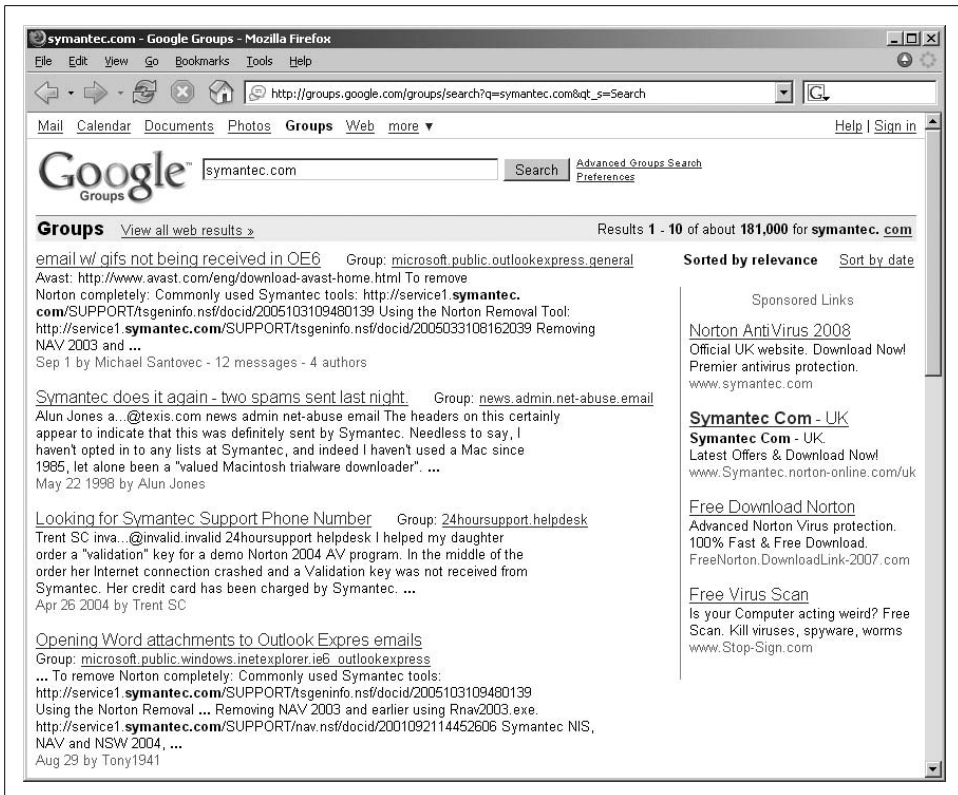 symantec.com - Google Groups - Mozilla Firefox
File Edit View Go Bookmarks Tools Help
http://groups.google.com/groups/search?q=symantec.com&qt_s=Search
G
Mail Calendar Documents Photos Groups Web more ▼ Help | Sign in
Google™ Groups
symantec.com Search Advanced Groups Search
Preferences
Groups View all web results » Results 1 - 10 of about 181,000 for symantec. com
email w/ gifs not being received in OE6 Group: microsoft.public.outlookexpress.general
Avast: http://www.avast.com/eng/download-avast-home.html To remove
Norton completely: Commonly used Symantec tools: http://service1.symantec.
com/SUPPORT/tsgeninfo.nsf/docid/2005103109480139 Using the Norton Removal Tool:
http://service1.symantec.com/SUPPORT/tsgeninfo.nsf/docid/2005033108162039 Removing
NAV 2003 and ...
Sep 1 by Michael Santovec - 12 messages - 4 authors
Symantec does it again - two spams sent last night. Group: news.admin.net-abuse.email
Alun Jones a...@texis.com news admin net-abuse email The headers on this certainly
appear to indicate that this was definitely sent by Symantec. Needless to say, I
haven't opted in to any lists at Symantec, and indeed I haven't used a Mac since
1985, let alone been a "valued Macintosh trialware downloader". ...
May 22 1998 by Alun Jones
Looking for Symantec Support Phone Number Group: 24hoursupport.helpdesk
Trent SC inva...@invalid.invalid 24hoursupport helpdesk I helped my daughter
order a "validation" key for a demo Norton 2004 AV program. In the middle of the
order her Internet connection crashed and a Validation key was not received from
Symantec. Her credit card has been charged by Symantec. ...
Apr 26 2004 by Trent SC
Opening Word attachments to Outlook Expres emails
Group: microsoft.public.windows.inetexplorer.ie6_outlookexpress
... To remove Norton completely: Commonly used Symantec tools:
http://service1.symantec.com/SUPPORT/tsgeninfo.nsf/docid/2005103109480139
Using the Norton Removal ... Removing NAV 2003 and earlier using Rnav2003.exe.
http://service1.symantec.com/SUPPORT/nav.nsf/docid/2001092114452606 Symantec NIS,
NAV and NSW 2004, ...
Aug 29 by Tony1941
Sorted by relevance Sort by date
Sponsored Links
Norton AntiVirus 2008
Official UK website. Download Now!
Premier antivirus protection.
www.symantec.com
Symantec Com - UK
Symantec Com - UK.
Latest Offers & Download Now!
www.Symantec.norton-online.com/uk
Free Download Norton
Advanced Norton Virus protection.
100% Fast & Free Download.
FreeNorton.DownloadLink-2007.com
Free Virus Scan
Is your Computer acting weird? Free
Scan. Kill viruses, spyware, worms
www.Stop-Sign.com